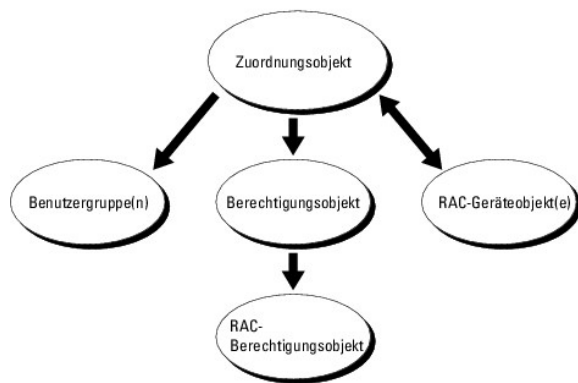 Zuordnungsobjekt
Benutzergruppe(n)
Berechtigungsobjekt
RAC-Geräteobjekt(e)
RAC-
Berechtigungsobjekt